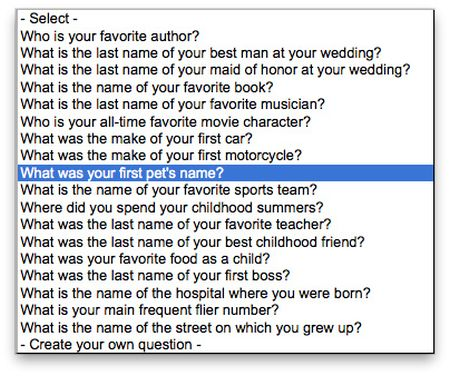 - Select -
Who is your favorite author?
What is the last name of your best man at your wedding?
What is the last name of your maid of honor at your wedding?
What is the name of your favorite book?
What is the last name of your favorite musician?
Who is your all-time favorite movie character?
What was the make of your first car?
What was the make of your first motorcycle?
What was your first pet's name?
What is the name of your favorite sports team?
Where did you spend your childhood summers?
What was the last name of your favorite teacher?
What was the last name of your best childhood friend?
What was your favorite food as a child?
What was the last name of your first boss?
What is the name of the hospital where you were born?
What is your main frequent flier number?
What is the name of the street on which you grew up?
- Create your own question -